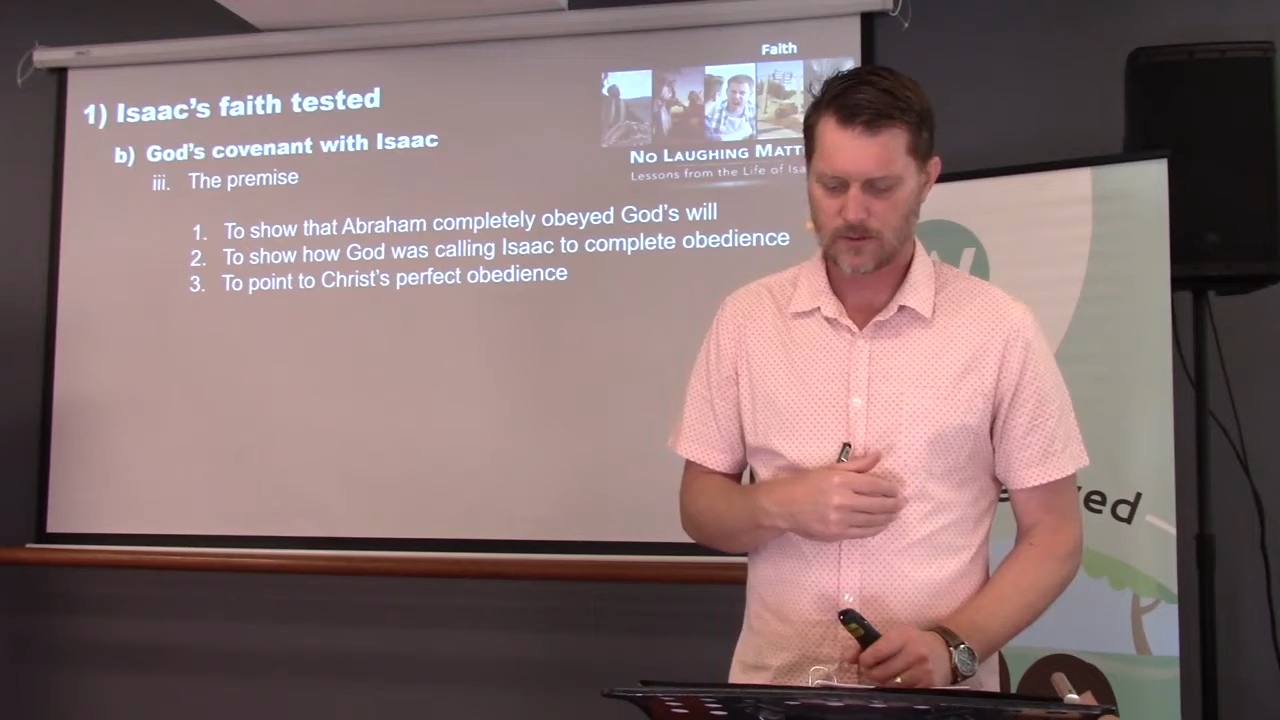 Faith
1) Isaac's faith tested
b) God's covenant with Isaac
iii. The premise
No Laughing
Lessons from the Life of
1. To show that Abraham completely obeyed God's will
2. To show how God was calling Isaac to complete obedience
3. To point to Christ's perfect obedience